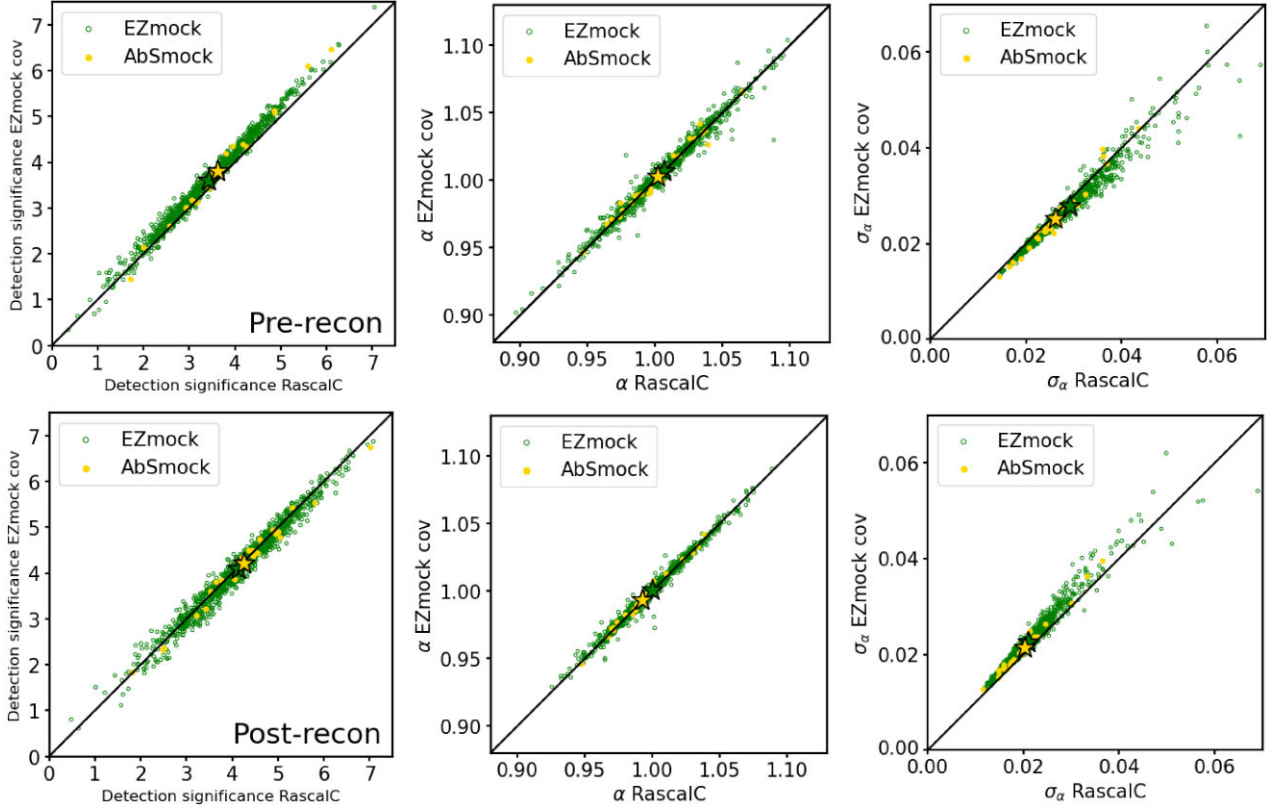 Detection significance EZmock cov
7
6
5
4
3
2
1
0
EZmock
AbSmock
Pre-recon
0 1 2 3 4 5 6 7
Detection significance RascalC
α EZmock cov
1.10
1.05
1.00
0.95
0.90
EZmock
AbSmock
0.90 0.95 1.00 1.05 1.10
α RascalC
σα EZmock cov
0.06
0.04
0.02
0.00
EZmock
AbSmock
0.00 0.02 0.04 0.06
σα RascalC
Detection significance EZmock cov
7
6
5
4
3
2
1
0
EZmock
AbSmock
Post-recon
0 1 2 3 4 5 6 7
Detection significance RascalC
α EZmock cov
1.10
1.05
1.00
0.95
0.90
EZmock
AbSmock
0.90 0.95 1.00 1.05 1.10
α RascalC
σα EZmock cov
0.06
0.04
0.02
0.00
EZmock
AbSmock
0.00 0.02 0.04 0.06
σα RascalC